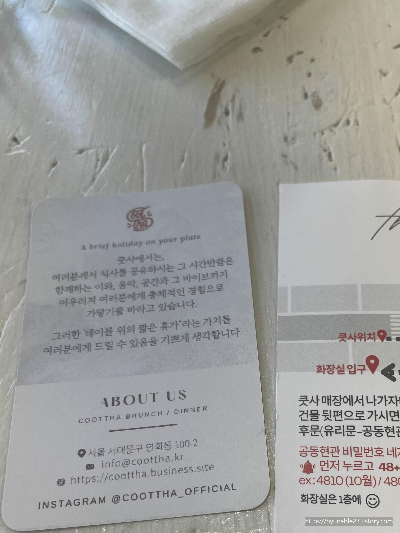 coot
tha
A brief holiday on your plate
쿳사에서는,
여러분께서 식사를 공유하시는 그 시간만큼은
함께하는 이와, 음악, 공간과 그 바이브까지
어우러져 여러분에게 총체적인 경험으로
가닿기를 바라고 있습니다.
그러한 '테이블 위의 짧은 휴가'라는 가치를
여러분에게 드릴 수 있음을 기쁘게 생각합니다
ABOUT US
COOTTHA BRUNCH / DINNER
서울 서대문구 연희로
info@coottha.kr
https://coottha.business.site
INSTAGRAM @COOTTHA_OFFICIAL
쿳사위치
화장실 입구
쿳사 매장에서 나가자
건물 뒷편으로 가시면
후문(유리문-공동현관
공동현관 비밀번호 네
먼저 누르고 48
ex: 4810 (10월) / 480
화장실은 1층에